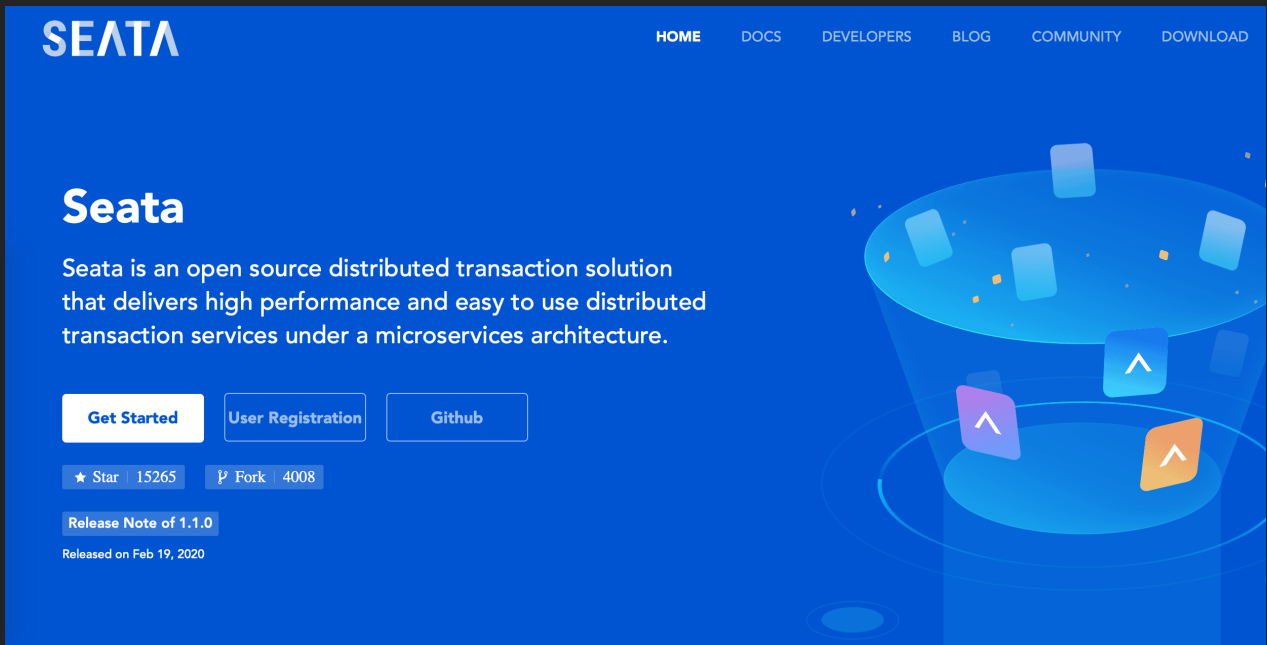 SEATA
HOME DOCS DEVELOPERS BLOG COMMUNITY DOWNLOAD
Seata
Seata is an open source distributed transaction solution
that delivers high performance and easy to use distributed
transaction services under a microservices architecture.
Get Started User Registration Github
Star 15265 Fork 4008
Release Note of 1.1.0
Released on Feb 19, 2020